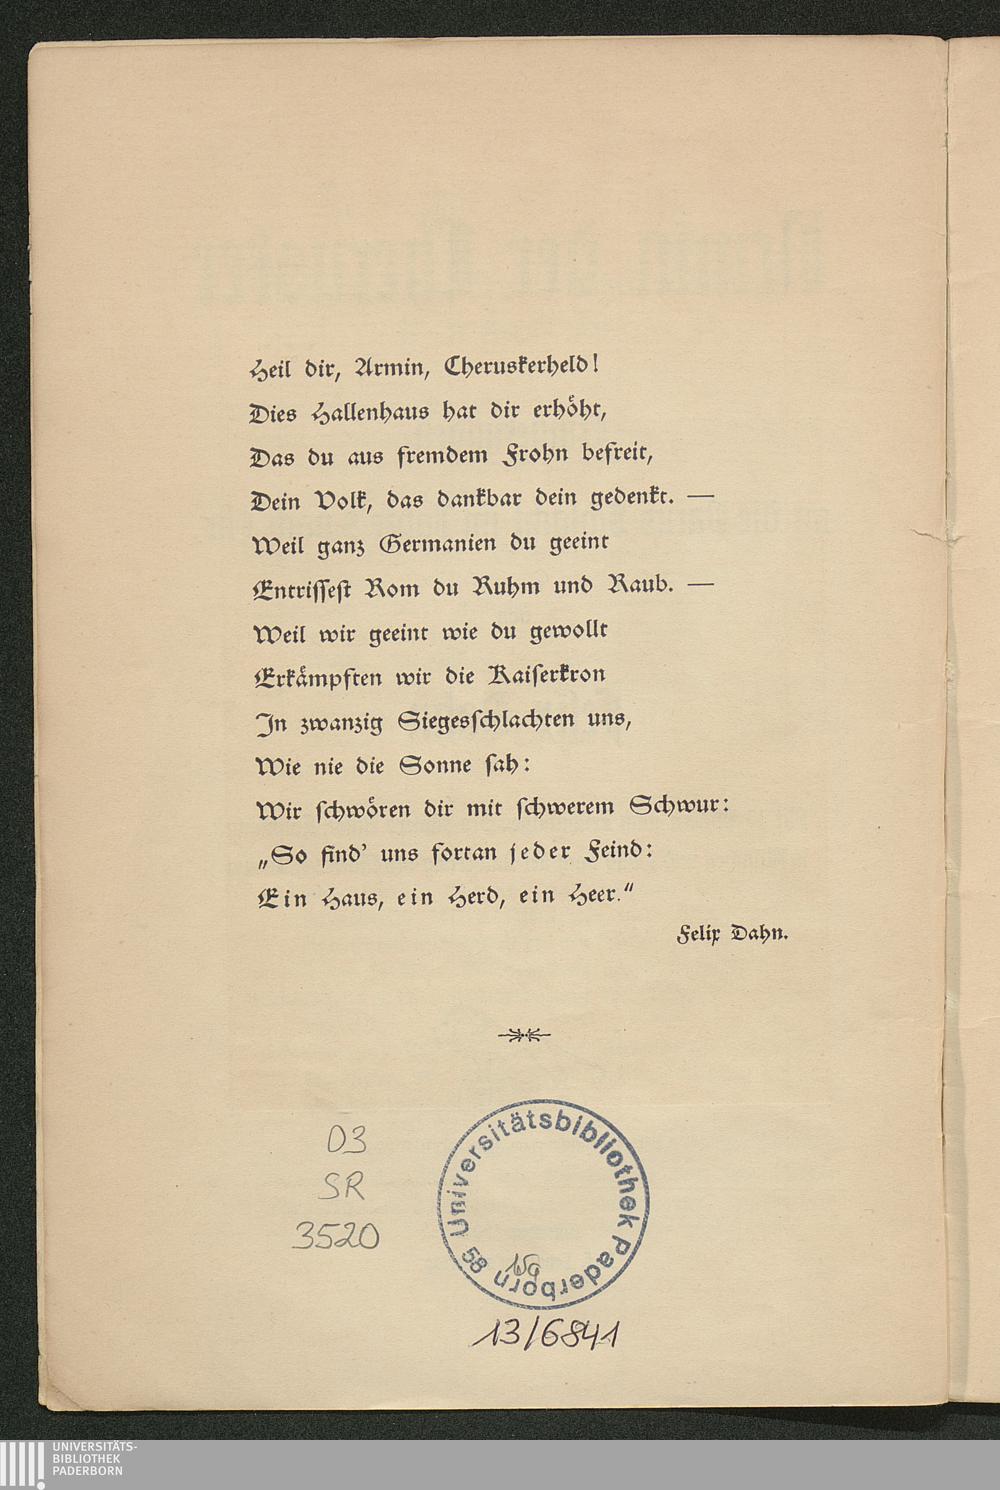 Heil dir, Armin, Cheruskerheld!
Dies Hallenhaus hat dir erhöht,
Das du aus fremdem Frohn befreit,
Dein Volk, das dankbar dein gedenkt. —
Weil ganz Germanien du geeint
Entrissest Rom du Ruhm und Raub. —
Weil wir geeint wie du gewollt
Erkämpften wir die Kaiserkron
In zwanzig Siegesschlachten uns,
Wie nie die Sonne sah:
Wir schwören dir mit schwerem Schwur:
„So find' uns fortan jeder Feind:
Ein Haus, ein Herd, ein Heer.“
Felix Dahn.
03
SR
3520
Universitätsbibliothek Paderborn 58
13/6841
UNIVERSITÄTS-
BIBLIOTHEK
PADERBORN